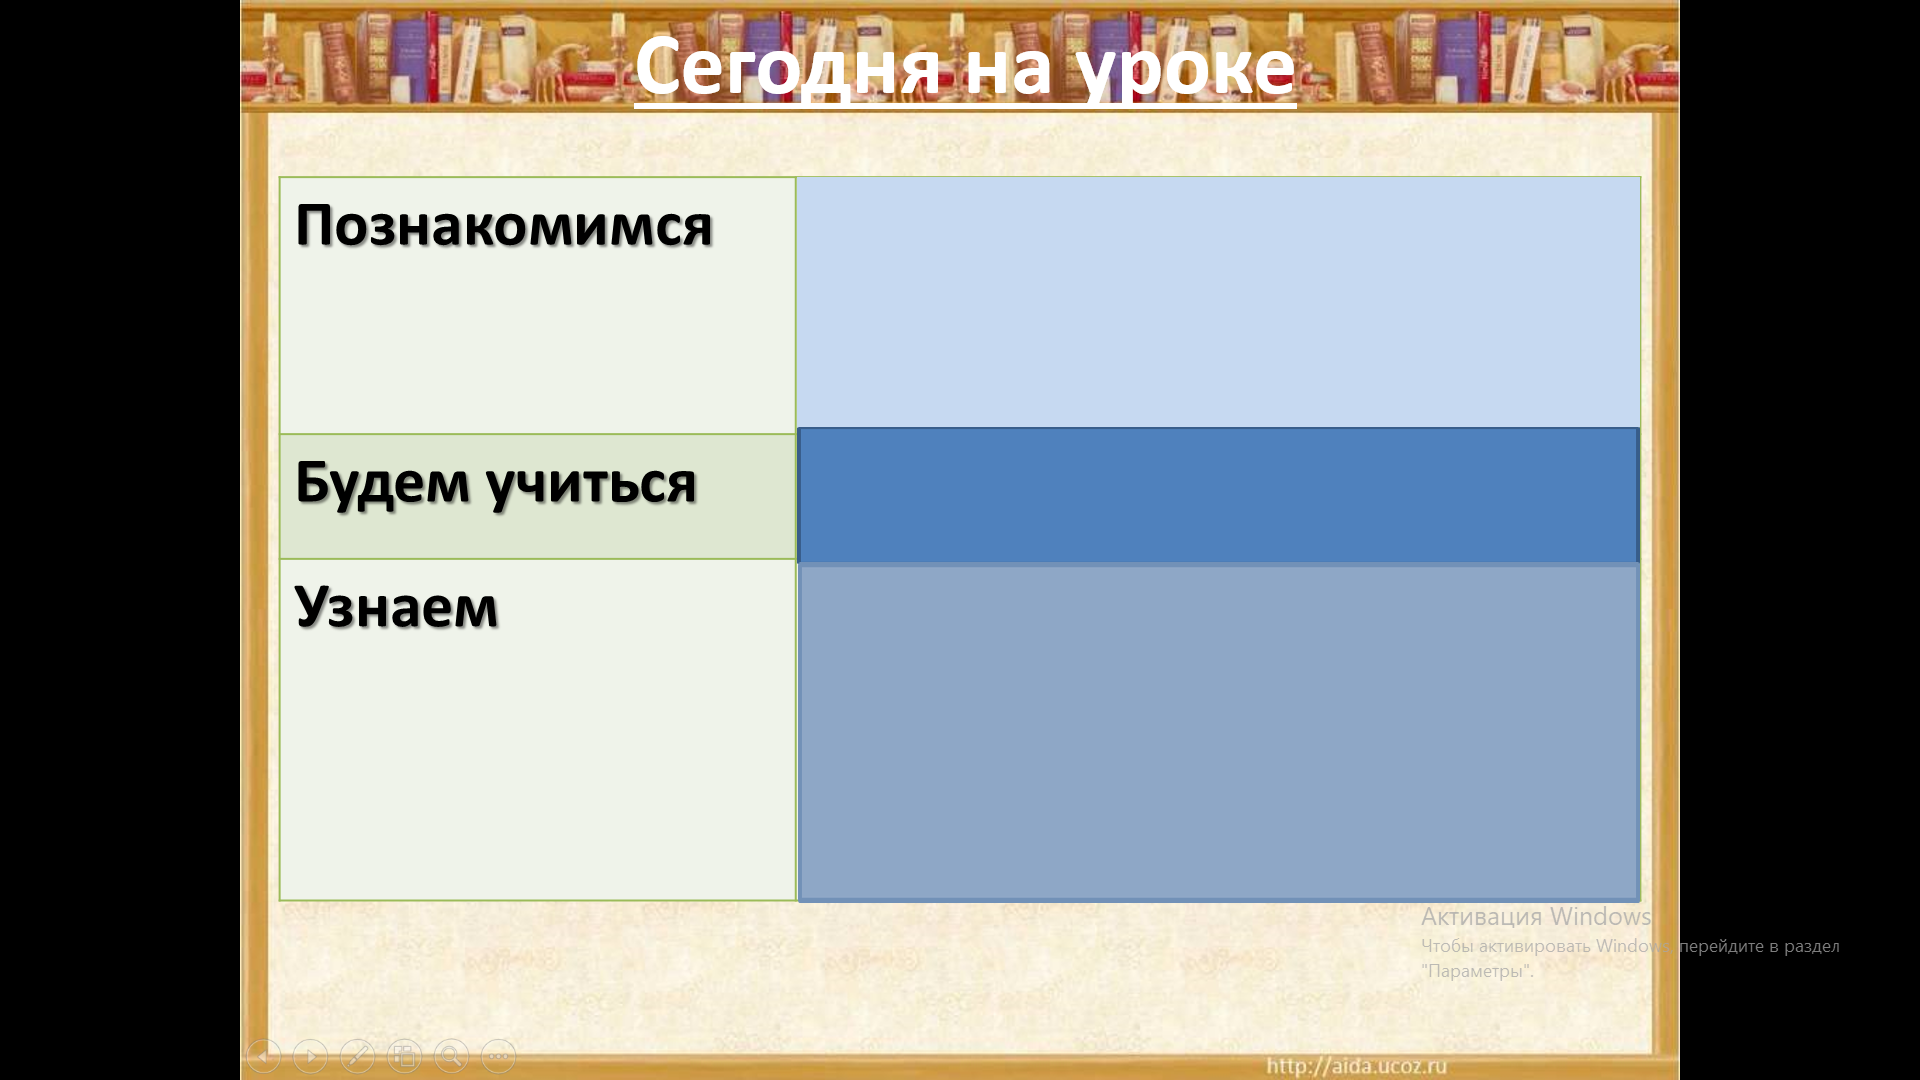 Сегодня на уроке
Познакомимся
Будем учиться
Узнаем
Активация Windows
Чтобы активировать Windows, перейдите в раздел
"Параметры".
http://aida.ucoz.ru